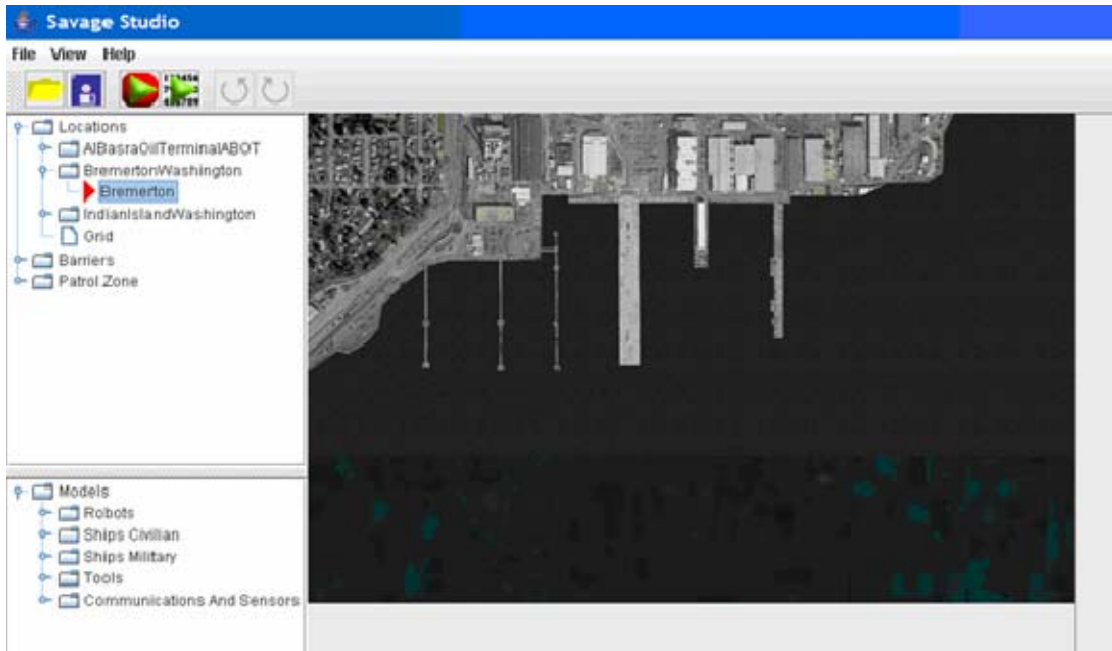 Savage Studio
File View Help
Locations
AlBasraOilTerminalABOT
BremertonWashington
Bremerton
IndianIslandWashington
Grid
Barriers
Patrol Zone
Models
Robots
Ships Civilian
Ships Military
Tools
Communications And Sensors